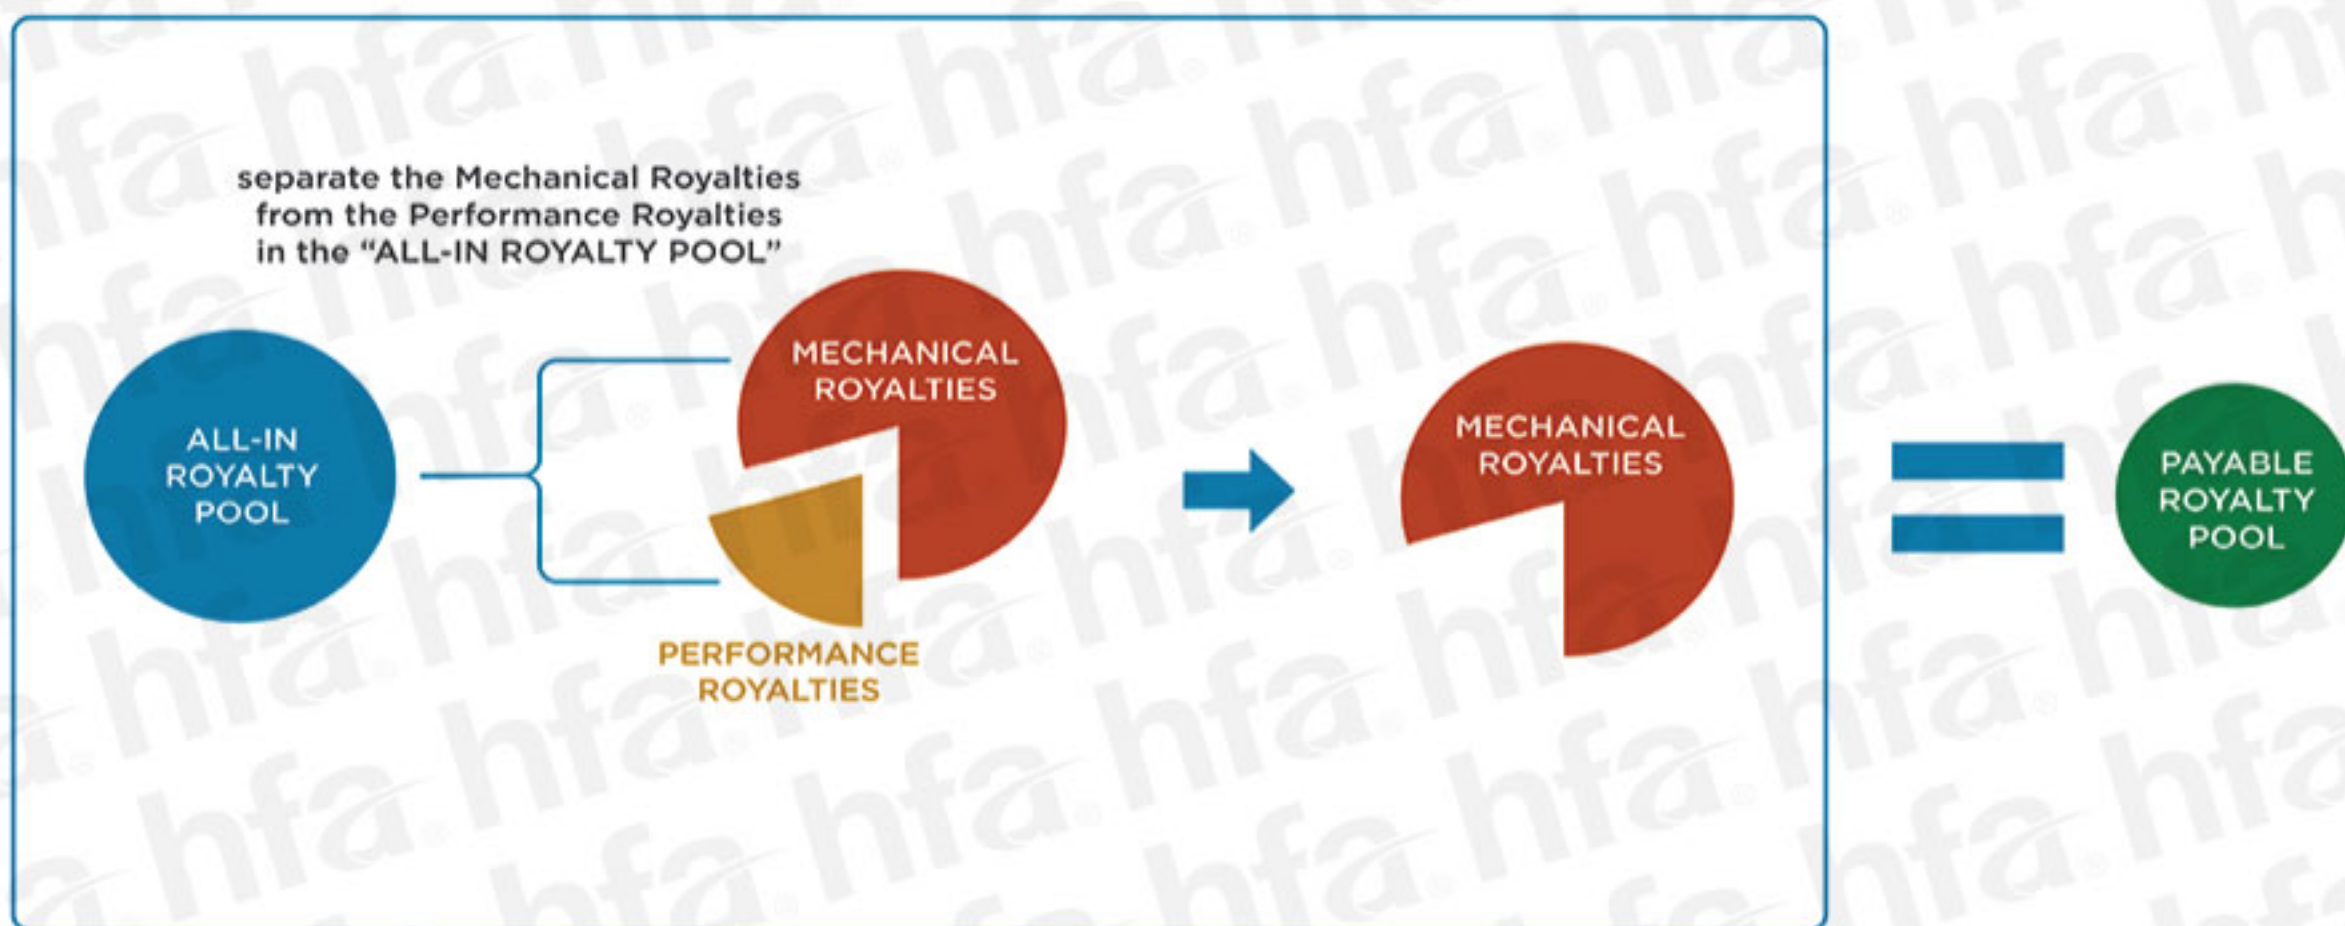 separate the Mechanical Royalties
from the Performance Royalties
in the “ALL-IN ROYALTY POOL”
ALL-IN
ROYALTY
POOL
MECHANICAL
ROYALTIES
PERFORMANCE
ROYALTIES
MECHANICAL
ROYALTIES
PAYABLE
ROYALTY
POOL
hfa